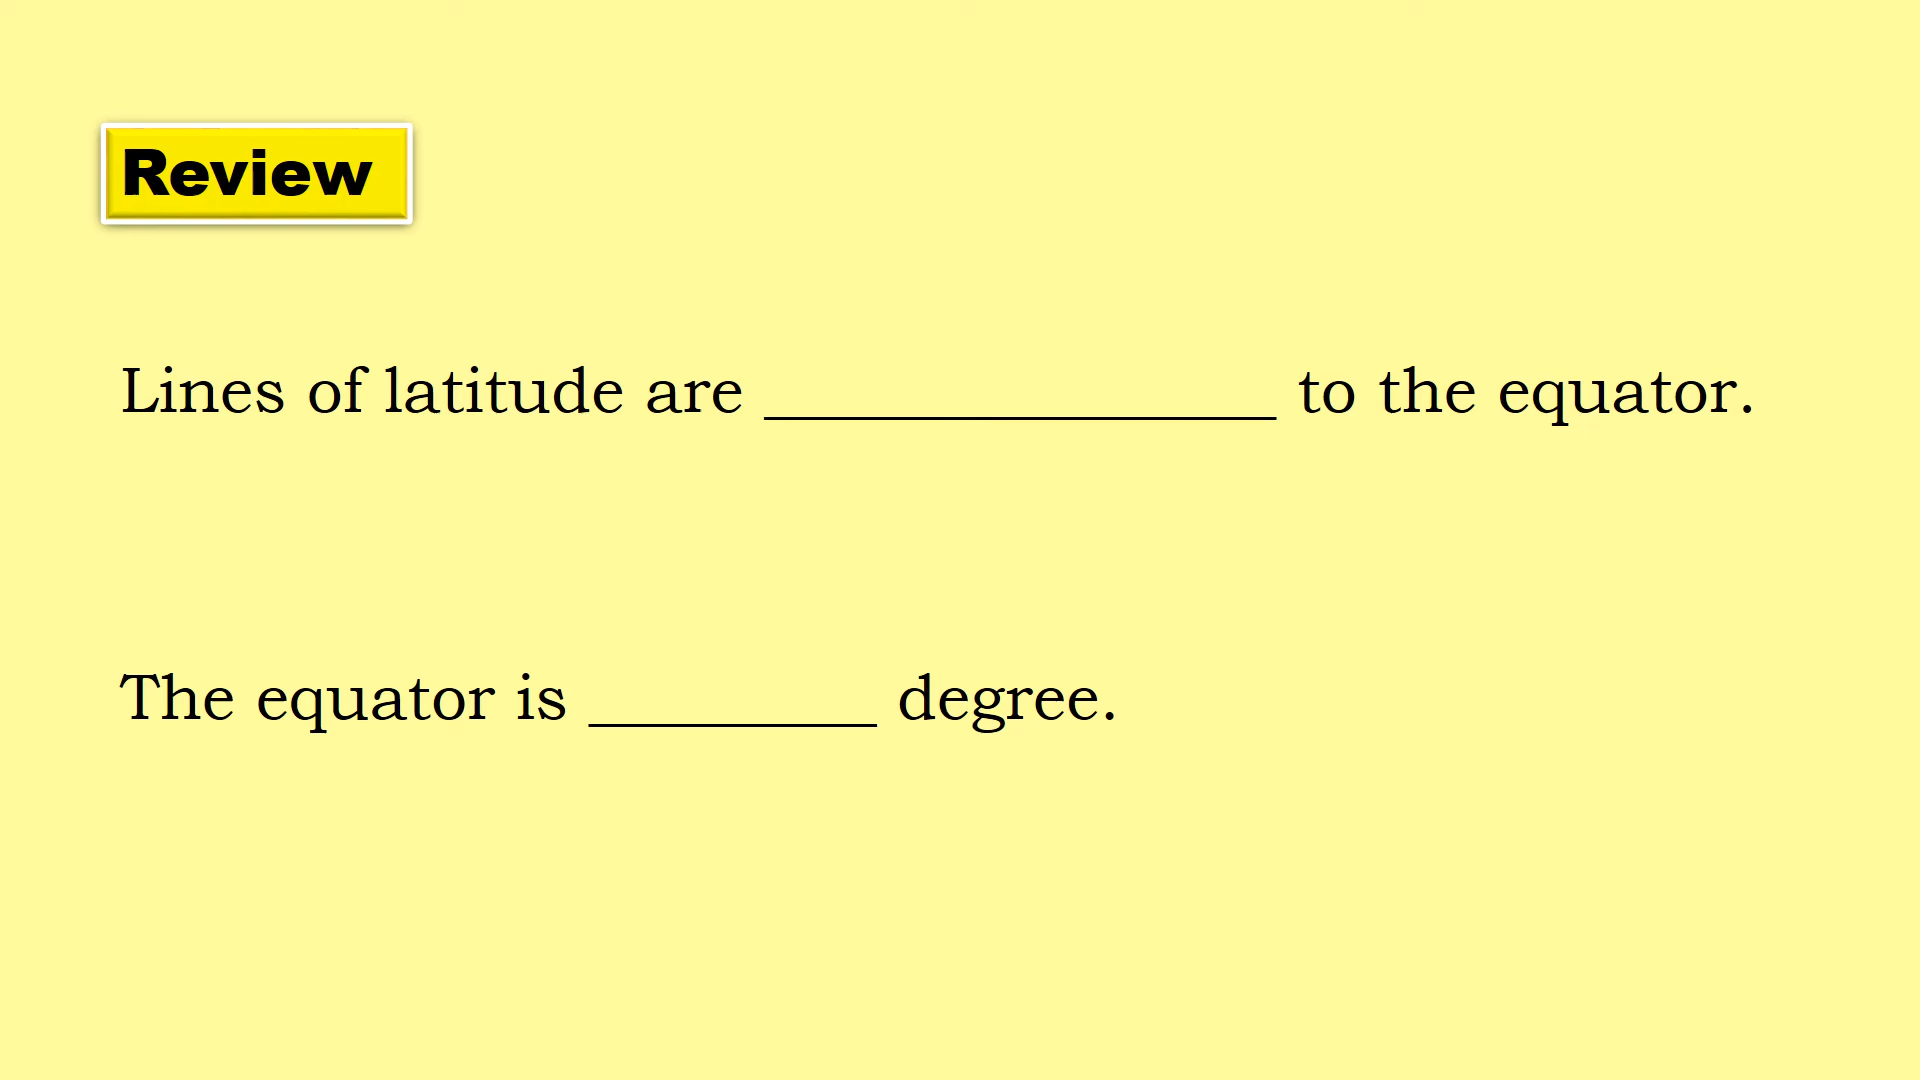 Review
Lines of latitude are ________________ to the equator.
The equator is _________ degree.